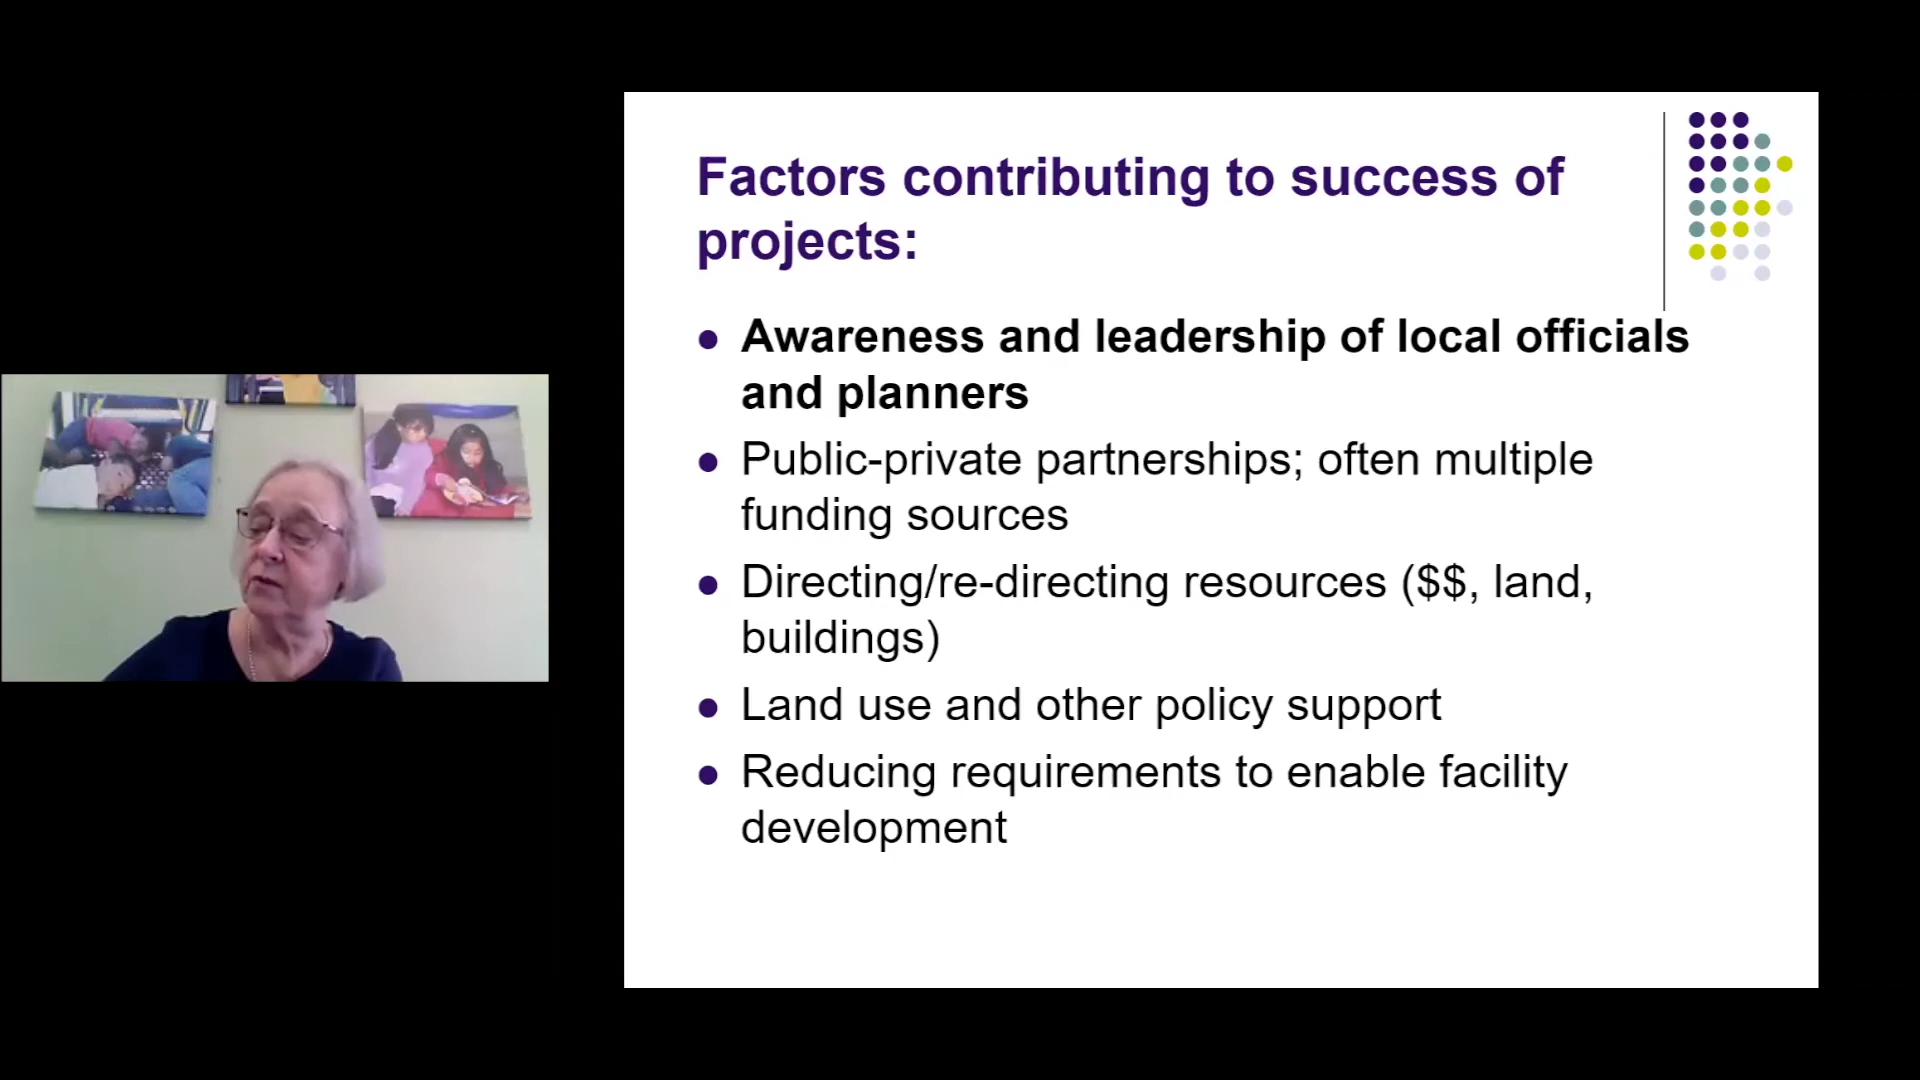 Factors contributing to success of
projects:
● Awareness and leadership of local officials
and planners
● Public-private partnerships; often multiple
funding sources
● Directing/re-directing resources ($$, land,
buildings)
● Land use and other policy support
● Reducing requirements to enable facility
development